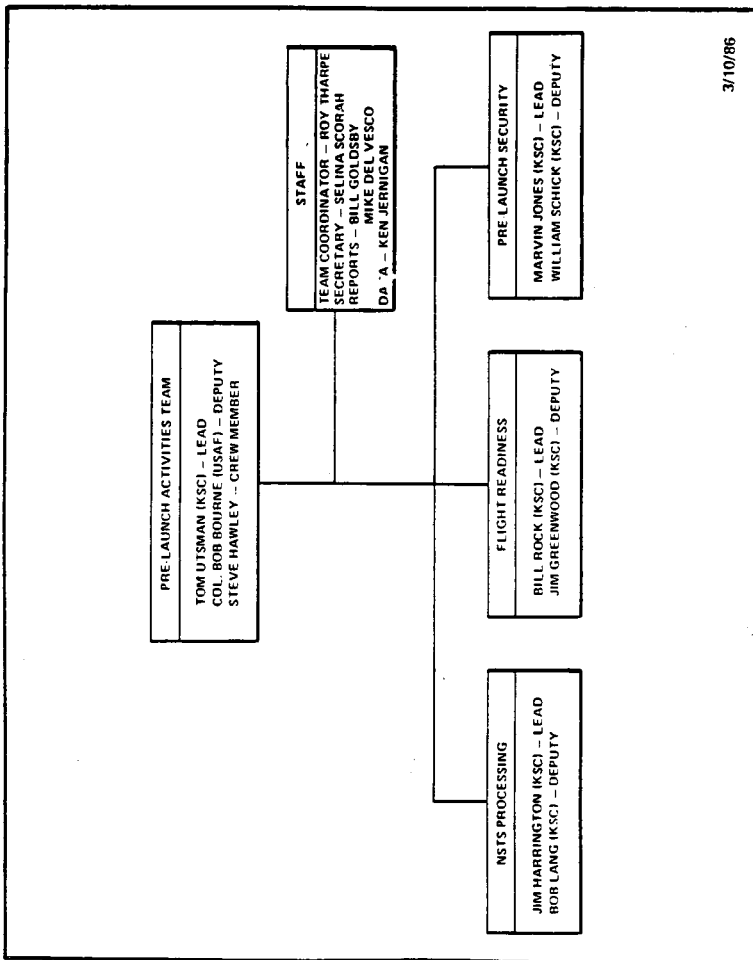 PRE-LAUNCH ACTIVITIES TEAM
TOM UTSMAN (KSC) – LEAD
COL. BOB BOURNE (USAF) – DEPUTY
STEVE HAWLEY -- CREW MEMBER
STAFF
TEAM COORDINATOR – ROY THARPE
SECRETARY – SELINA SCORAH
REPORTS – BILL GOLDSBY
MIKE DEL VESCO
DATA – KEN JERNIGAN
NSTS PROCESSING
JIM HARRINGTON (KSC) – LEAD
BOB LANG (KSC) – DEPUTY
FLIGHT READINESS
BILL ROCK (KSC) – LEAD
JIM GREENWOOD (KSC) – DEPUTY
PRE-LAUNCH SECURITY
MARVIN JONES (KSC) – LEAD
WILLIAM SCHICK (KSC) – DEPUTY
3/10/86